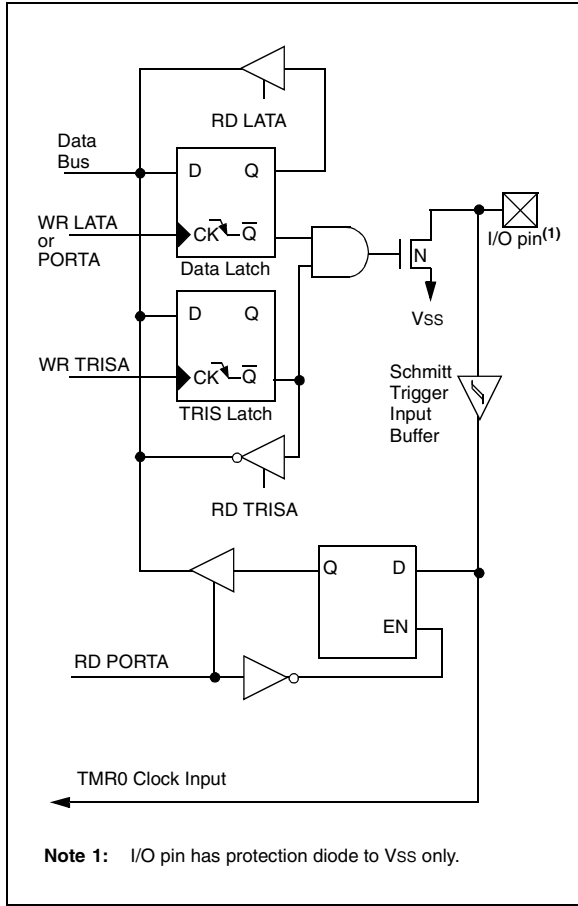 RD LATA
Data
Bus
D Q
WR LATA
or
PORTA
CK Q̅
Data Latch
N
I/O pin(1)
VSS
D Q
WR TRISA
CK Q̅
TRIS Latch
Schmitt
Trigger
Input
Buffer
RD TRISA
Q D
EN
RD PORTA
TMR0 Clock Input
Note 1: I/O pin has protection diode to VSS only.